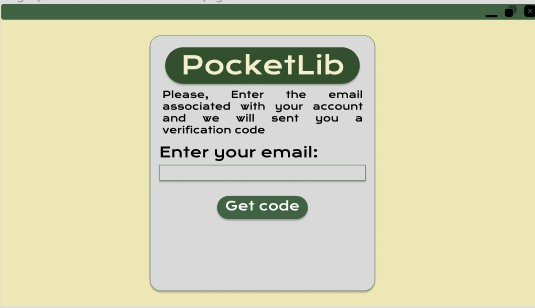 PocketLib
Please, Enter the email
associated with your account
and we will sent you a
verification code
Enter your email:
Get code